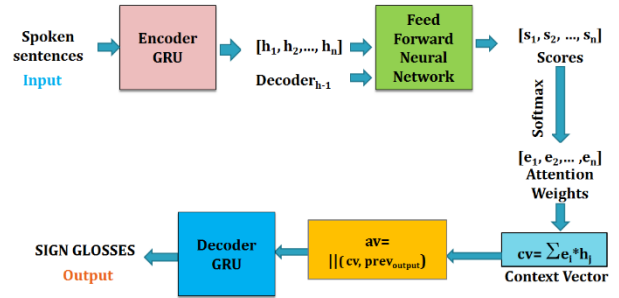 Spoken
sentences
Input
Encoder
GRU
[h₁, h₂,..., hₙ]
Decoderₕ₋₁
Feed
Forward
Neural
Network
[s₁, s₂, ..., sₙ]
Scores
Softmax
[e₁, e₂,... ,eₙ]
Attention
Weights
cv= ∑eᵢ*hⱼ
Context Vector
av=
||(cv, prev_output)
Decoder
GRU
SIGN GLOSSES
Output